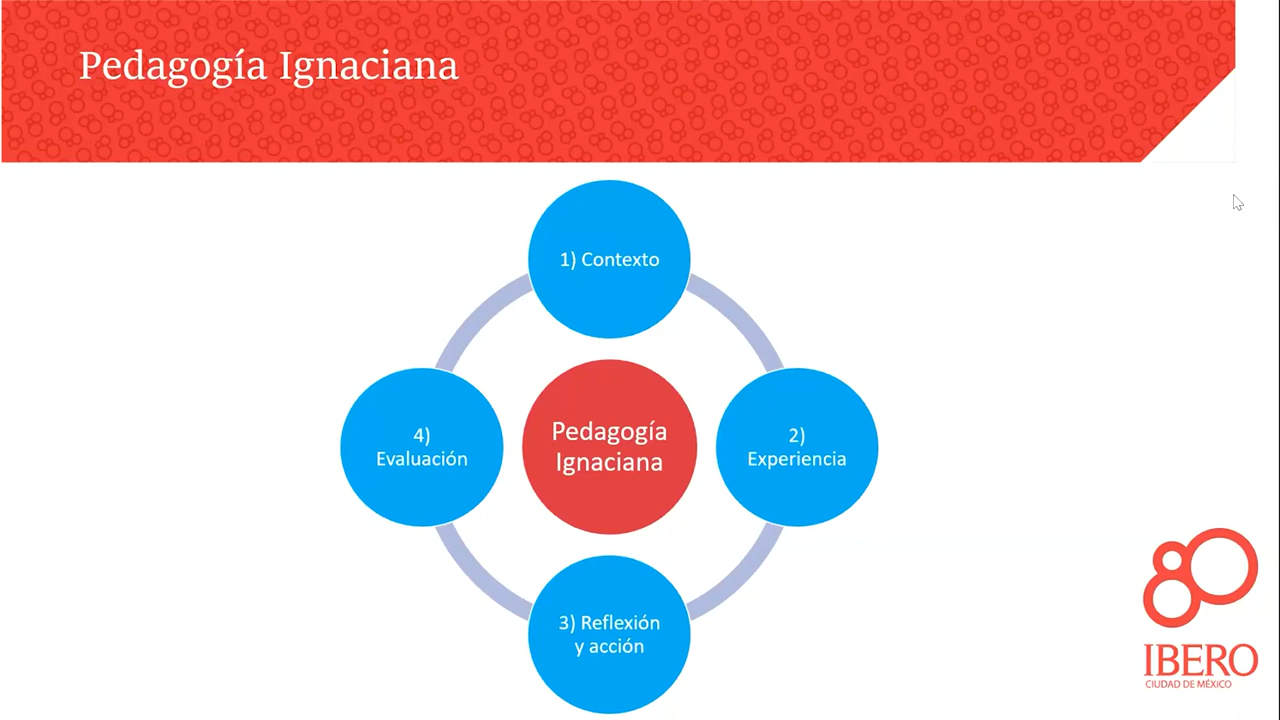 Pedagogía Ignaciana
1) Contexto
4)
Evaluación
Pedagogía
Ignaciana
2)
Experiencia
3) Reflexión
y acción
80
IBERO
CIUDAD DE MÉXICO